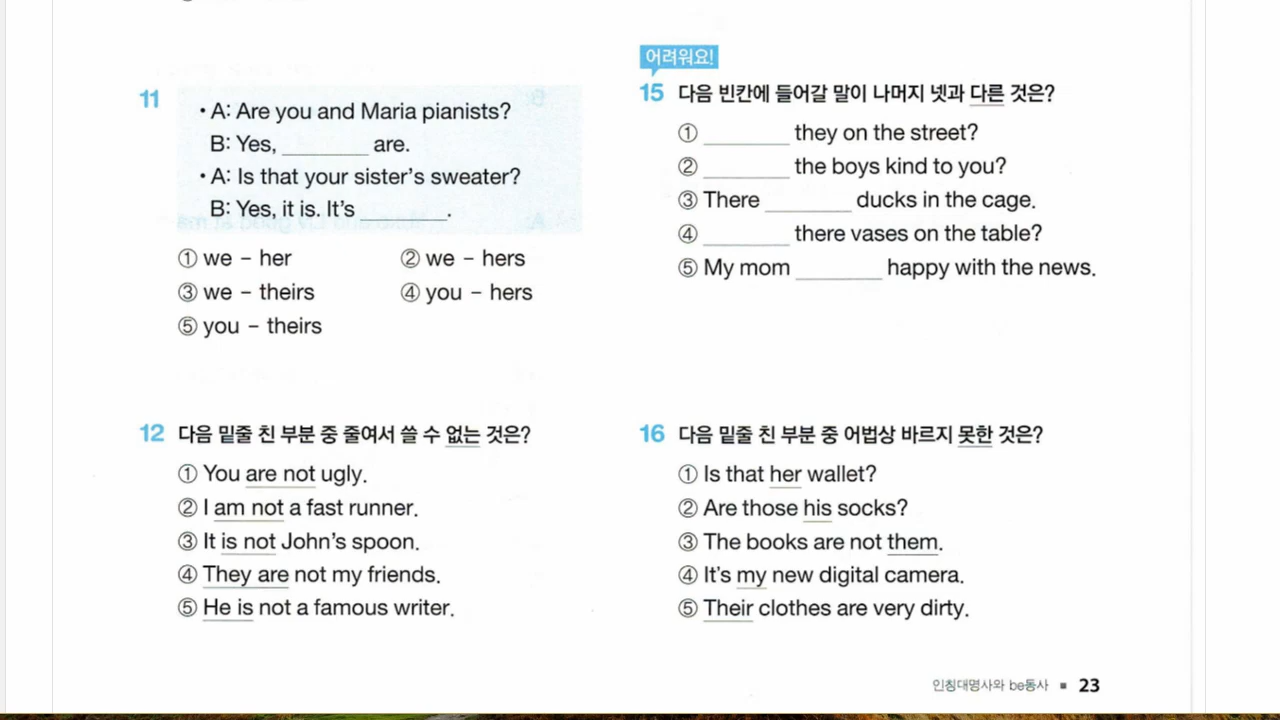 11
• A: Are you and Maria pianists?
B: Yes, ________ are.
• A: Is that your sister's sweater?
B: Yes, it is. It's ________.
① we – her ② we – hers
③ we – theirs ④ you – hers
⑤ you – theirs
12 다음 밑줄 친 부분 중 줄여서 쓸 수 없는 것은?
① You are not ugly.
② I am not a fast runner.
③ It is not John's spoon.
④ They are not my friends.
⑤ He is not a famous writer.
어려워요!
15 다음 빈칸에 들어갈 말이 나머지 넷과 다른 것은?
① ________ they on the street?
② ________ the boys kind to you?
③ There ________ ducks in the cage.
④ ________ there vases on the table?
⑤ My mom ________ happy with the news.
16 다음 밑줄 친 부분 중 어법상 바르지 못한 것은?
① Is that her wallet?
② Are those his socks?
③ The books are not them.
④ It's my new digital camera.
⑤ Their clothes are very dirty.
인칭대명사와 be동사 ■ 23